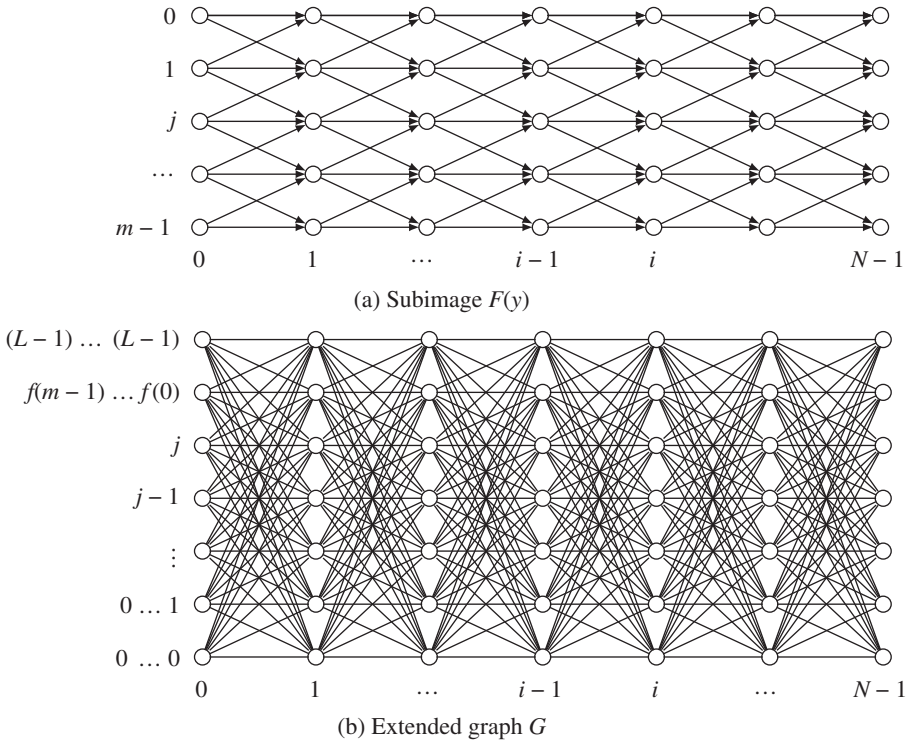 0
1
j
...
m − 1
0 1 ... i − 1 i N − 1
(a) Subimage F(y)
(L − 1) ... (L − 1)
f(m − 1) ... f(0)
j
j − 1
⋮
0 ... 1
0 ... 0
0 1 ... i − 1 i ... N − 1
(b) Extended graph G